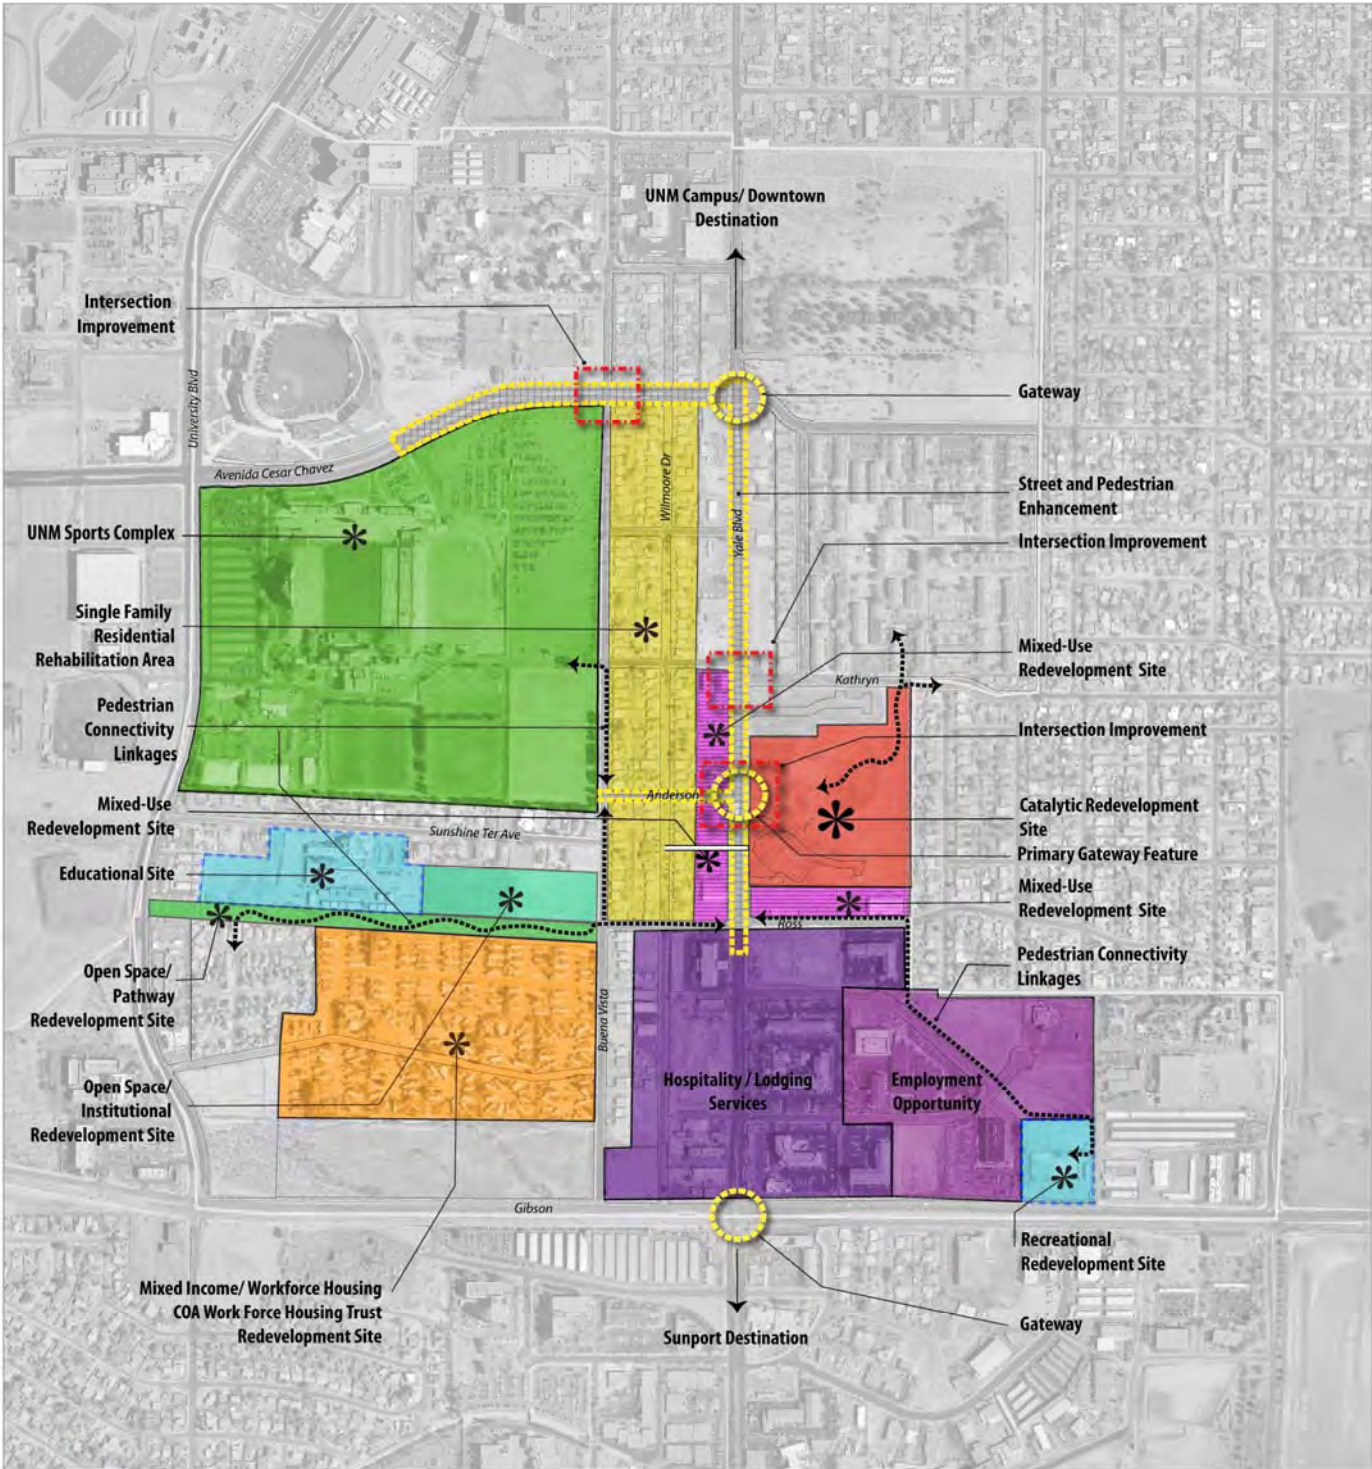 UNM Campus/ Downtown
Destination
Intersection
Improvement
Gateway
University Blvd
Avenida Cesar Chavez
Wilmoore Dr
Yale Blvd
Street and Pedestrian
Enhancement
UNM Sports Complex
Intersection Improvement
Single Family
Residential
Rehabilitation Area
Mixed-Use
Redevelopment Site
Kathryn
Pedestrian
Connectivity
Linkages
Intersection Improvement
Anderson
Mixed-Use
Redevelopment Site
Sunshine Ter Ave
Catalytic Redevelopment
Site
Primary Gateway Feature
Educational Site
Mixed-Use
Redevelopment Site
Ross
Open Space/
Pathway
Redevelopment Site
Pedestrian Connectivity
Linkages
Buena Vista
Hospitality / Lodging
Services
Employment
Opportunity
Open Space/
Institutional
Redevelopment Site
Gibson
Recreational
Redevelopment Site
Mixed Income/ Workforce Housing
COA Work Force Housing Trust
Redevelopment Site
Sunport Destination
Gateway